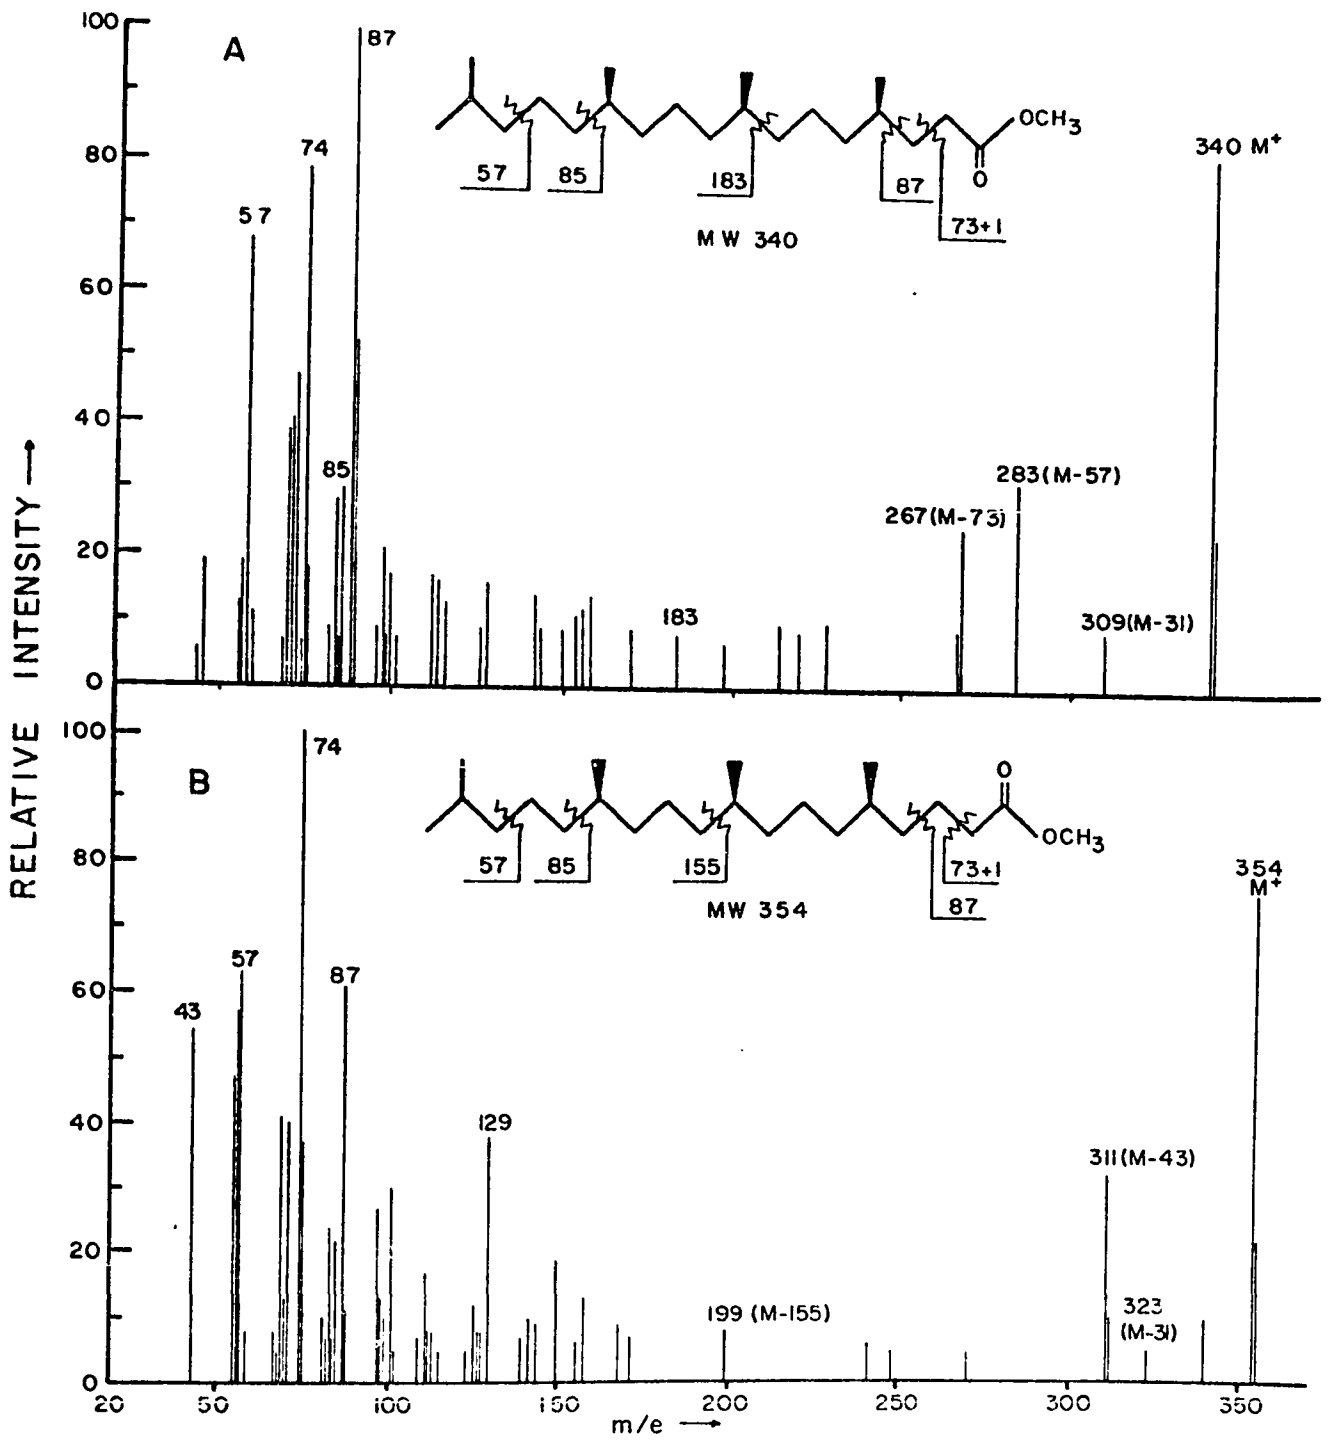 RELATIVE INTENSITY
100
80
60
40
20
0
A
87
74
57
85
183
267(M-73)
283(M-57)
309(M-31)
340 M+
OCH3
O
57
85
183
87
73+1
MW 340
100
80
60
40
20
0
B
74
43
57
87
129
199 (M-155)
311(M-43)
323
(M-31)
354
M+
O
OCH3
57
85
155
73+1
87
MW 354
20
50
100
150
200
250
300
350
m/e